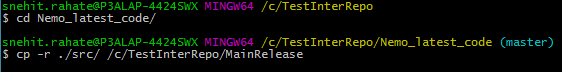 snehit.rahate@P3ALAP-4424SWX MINGW64 /c/TestInterRepo
$ cd Nemo_latest_code/
snehit.rahate@P3ALAP-4424SWX MINGW64 /c/TestInterRepo/Nemo_latest_code (master)
$ cp -r ./src/ /c/TestInterRepo/MainRelease